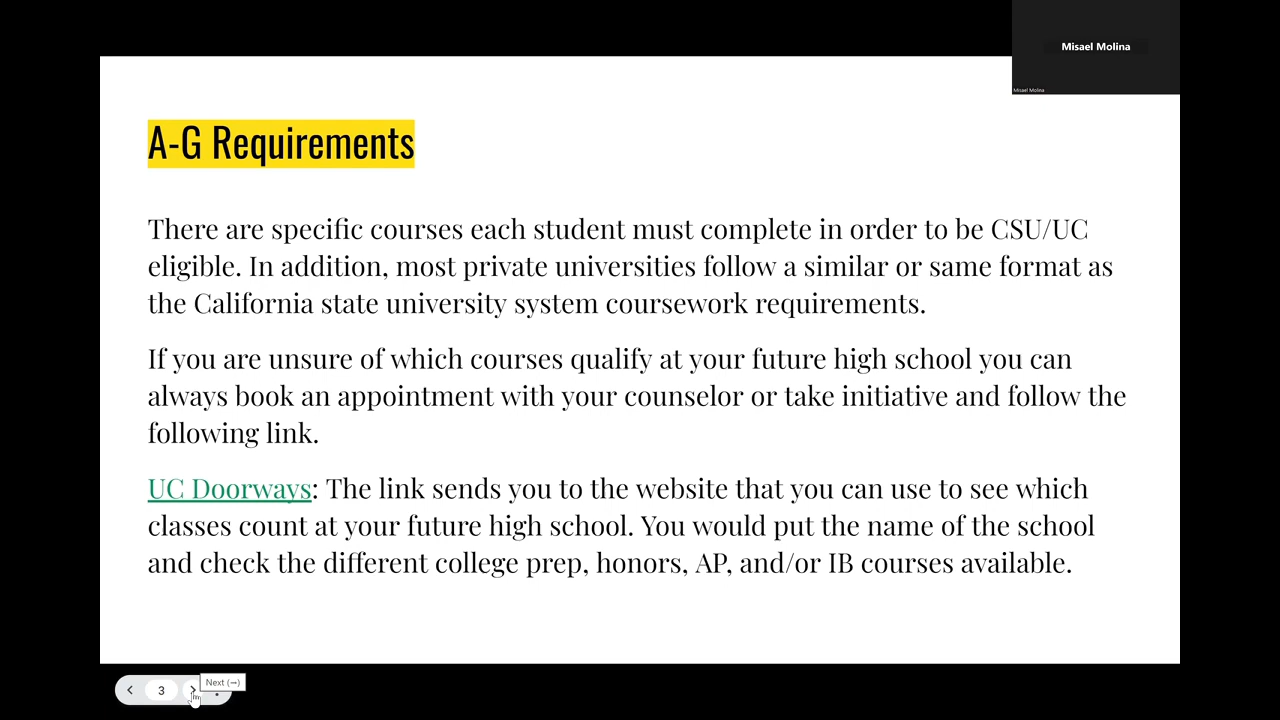 Misael Molina
Misael Molina
A-G Requirements
There are specific courses each student must complete in order to be CSU/UC
eligible. In addition, most private universities follow a similar or same format as
the California state university system coursework requirements.
If you are unsure of which courses qualify at your future high school you can
always book an appointment with your counselor or take initiative and follow the
following link.
UC Doorways: The link sends you to the website that you can use to see which
classes count at your future high school. You would put the name of the school
and check the different college prep, honors, AP, and/or IB courses available.
3
Next (→)